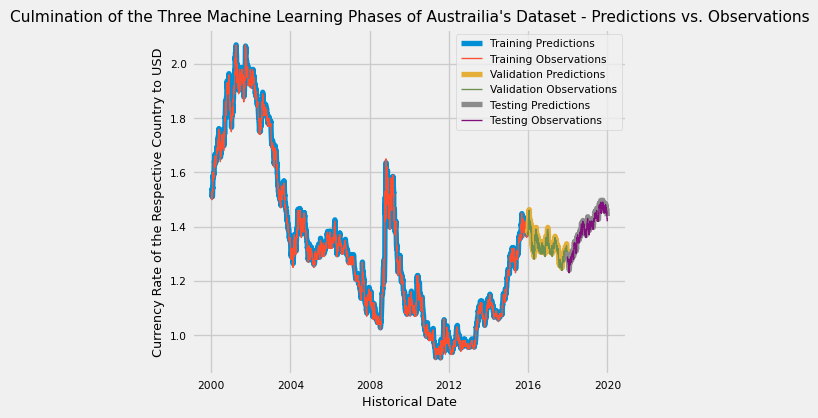 Culmination of the Three Machine Learning Phases of Austrailia's Dataset - Predictions vs. Observations
Currency Rate of the Respective Country to USD
2.0
1.8
1.6
1.4
1.2
1.0
Training Predictions
Training Observations
Validation Predictions
Validation Observations
Testing Predictions
Testing Observations
2000 2004 2008 2012 2016 2020
Historical Date